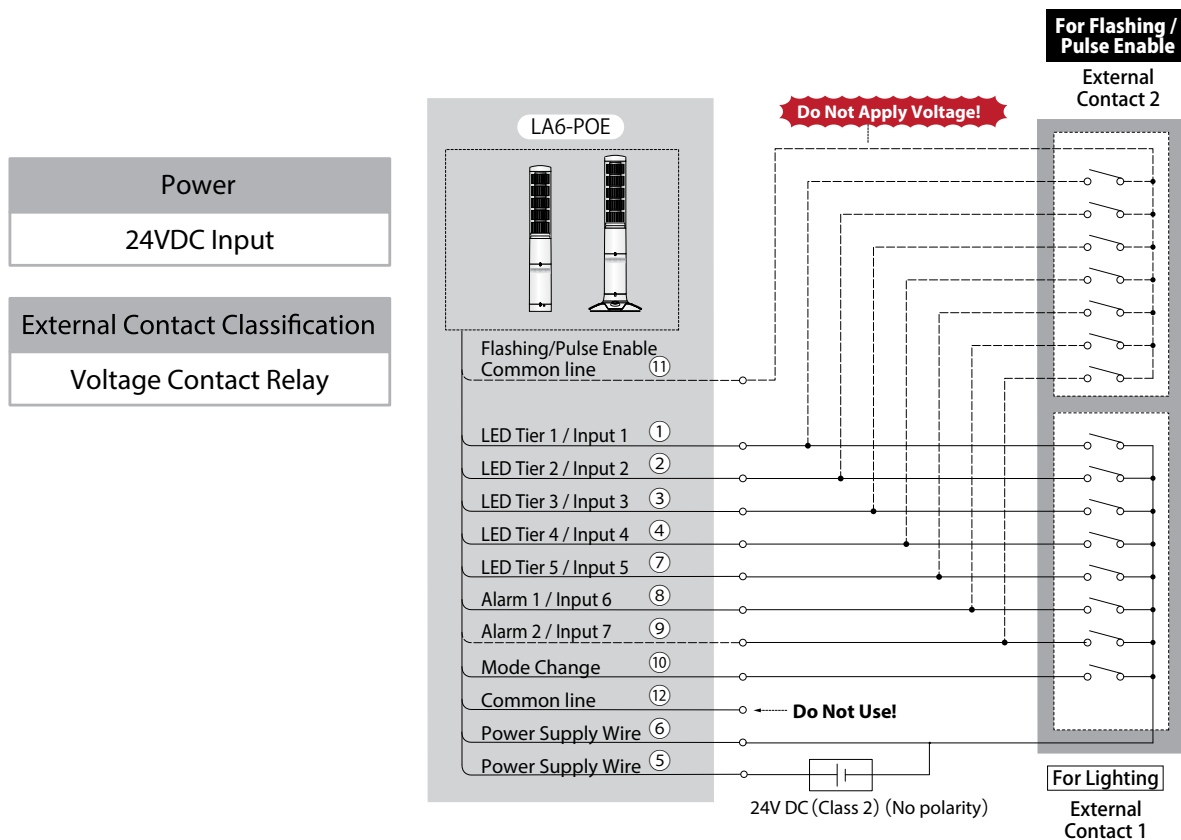 For Flashing /
Pulse Enable
External
Contact 2
Do Not Apply Voltage!
LA6-POE
Power
24VDC Input
External Contact Classification
Voltage Contact Relay
Flashing/Pulse Enable
Common line ⑪
LED Tier 1 / Input 1 ①
LED Tier 2 / Input 2 ②
LED Tier 3 / Input 3 ③
LED Tier 4 / Input 4 ④
LED Tier 5 / Input 5 ⑦
Alarm 1 / Input 6 ⑧
Alarm 2 / Input 7 ⑨
Mode Change ⑩
Common line ⑫
Do Not Use!
Power Supply Wire ⑥
Power Supply Wire ⑤
24V DC (Class 2) (No polarity)
For Lighting
External
Contact 1